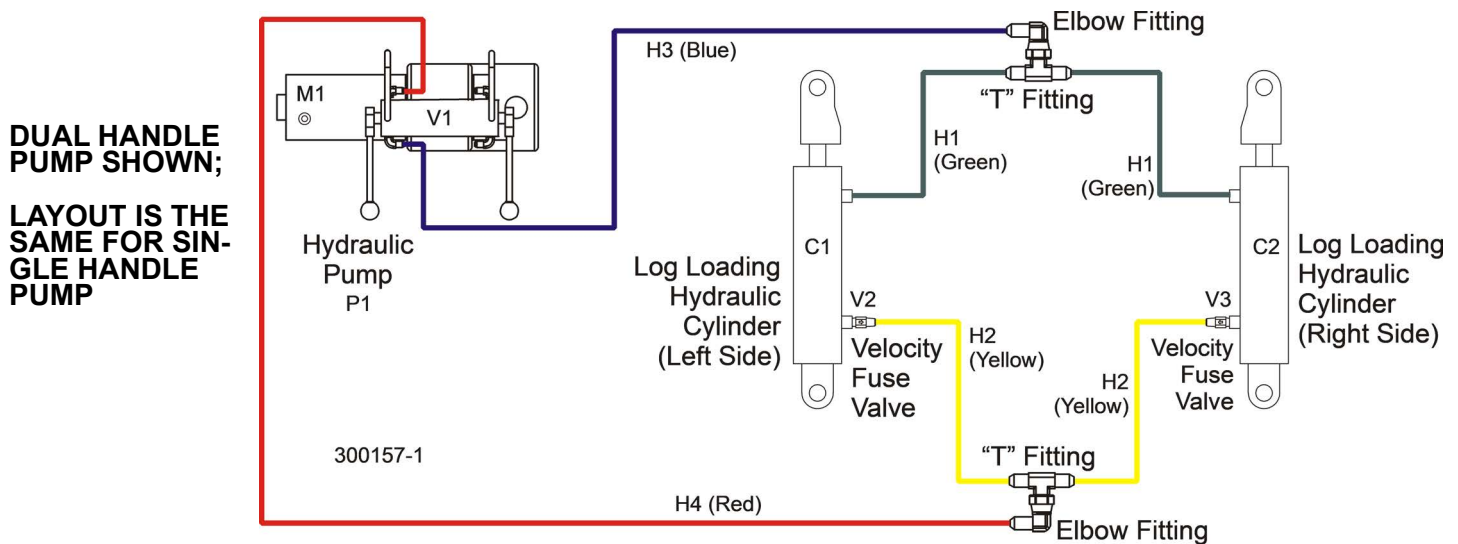 DUAL HANDLE
PUMP SHOWN;
LAYOUT IS THE
SAME FOR SIN-
GLE HANDLE
PUMP
M1
V1
Hydraulic
Pump
P1
300157-1
H3 (Blue)
Elbow Fitting
“T” Fitting
H1
(Green)
H1
(Green)
C1
Log Loading
Hydraulic
Cylinder
(Left Side)
V2
Velocity
Fuse
Valve
H2
(Yellow)
C2
Log Loading
Hydraulic
Cylinder
(Right Side)
V3
Velocity
Fuse
Valve
H2
(Yellow)
“T” Fitting
H4 (Red)
Elbow Fitting